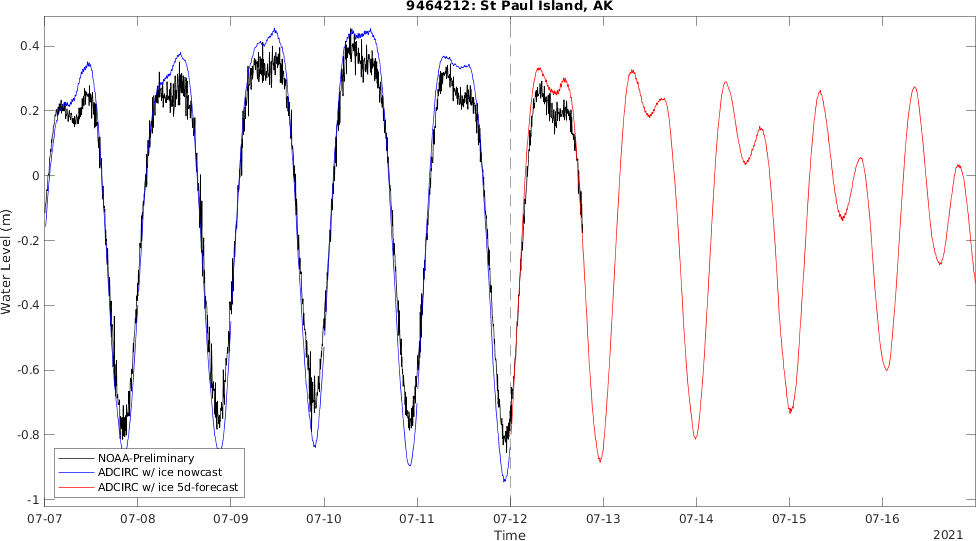 9464212: St Paul Island, AK
Water Level (m)
0.4
0.2
0
-0.2
-0.4
-0.6
-0.8
-1
NOAA-Preliminary
ADCIRC w/ ice nowcast
ADCIRC w/ ice 5d-forecast
07-07 07-08 07-09 07-10 07-11 07-12 07-13 07-14 07-15 07-16
Time
2021